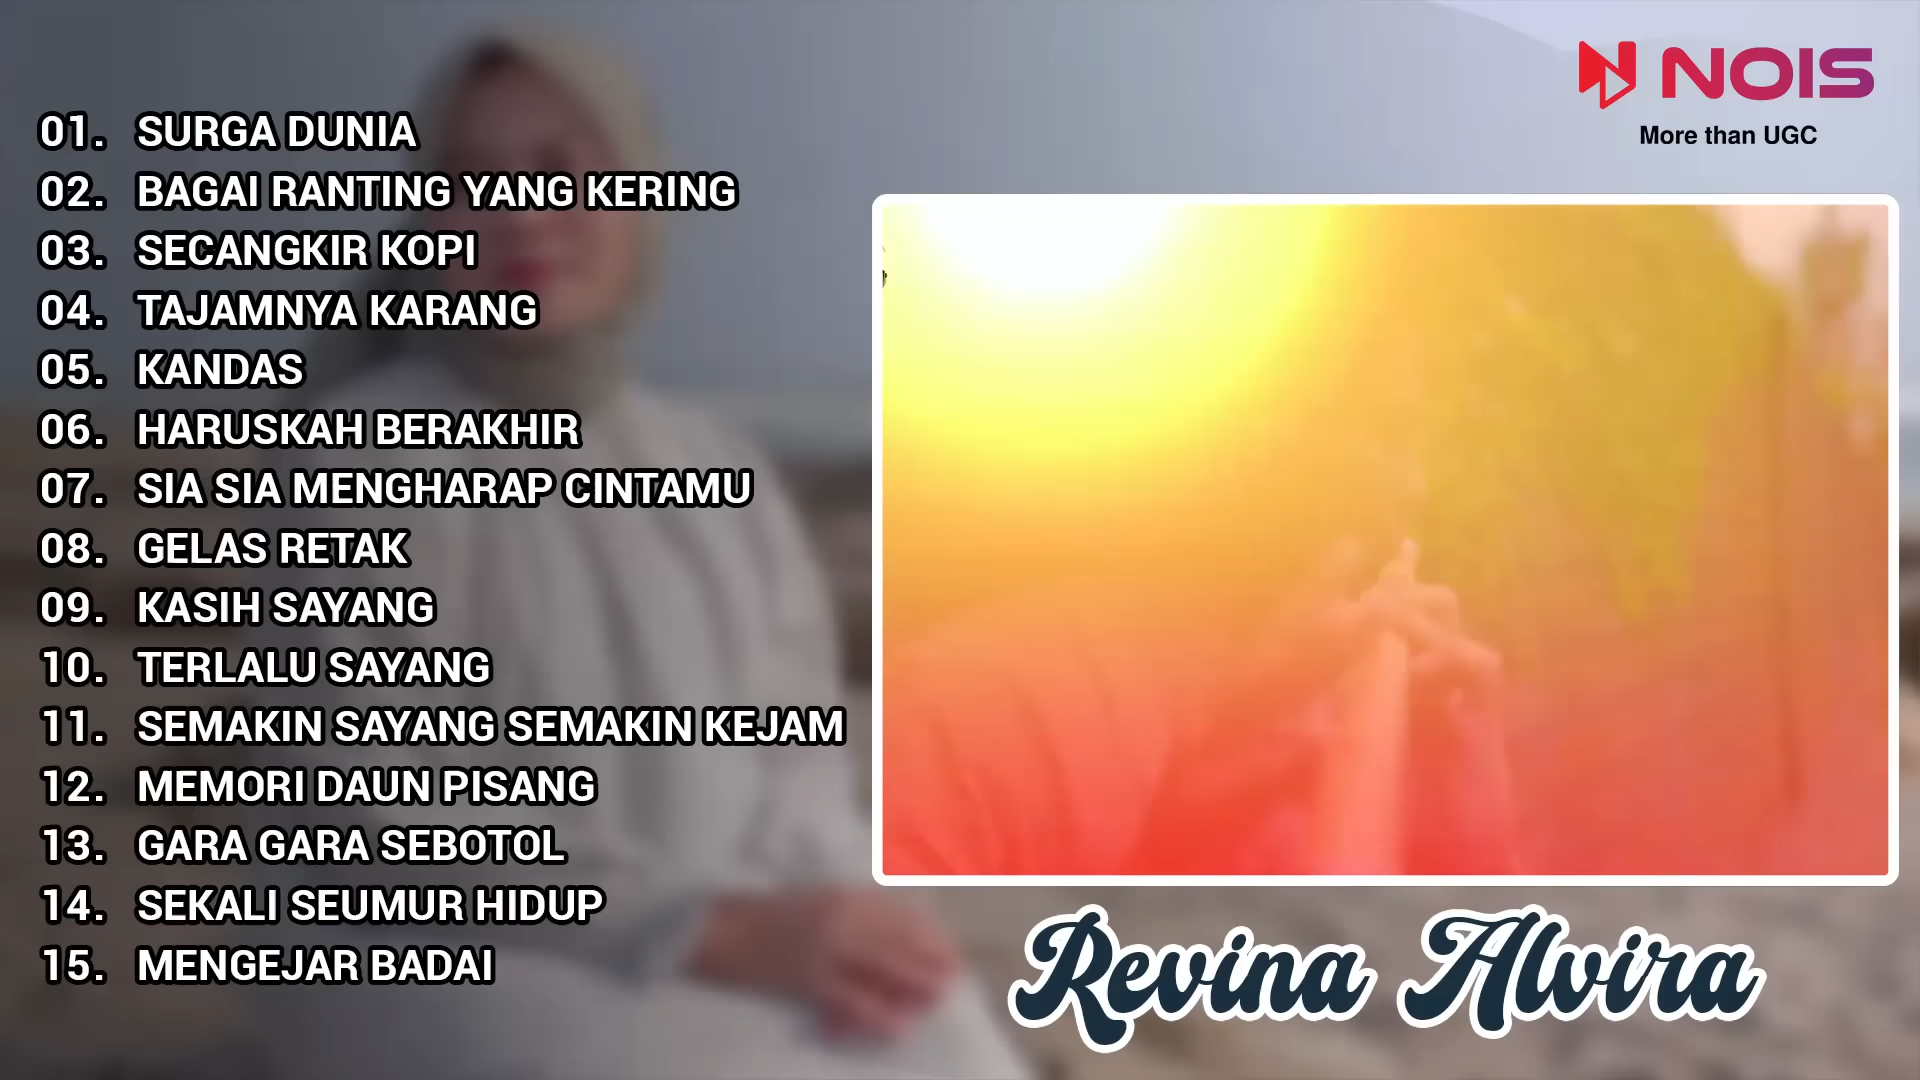 NOIS
More than UGC
01. SURGA DUNIA
02. BAGAI RANTING YANG KERING
03. SECANGKIR KOPI
04. TAJAMNYA KARANG
05. KANDAS
06. HARUSKAH BERAKHIR
07. SIA SIA MENGHARAP CINTAMU
08. GELAS RETAK
09. KASIH SAYANG
10. TERLALU SAYANG
11. SEMAKIN SAYANG SEMAKIN KEJAM
12. MEMORI DAUN PISANG
13. GARA GARA SEBOTOL
14. SEKALI SEUMUR HIDUP
15. MENGEJAR BADAI
Revina Alvira